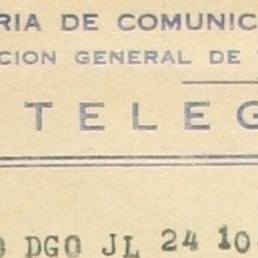 RIA DE COMUNIC
CION GENERAL DE
TELEG
DGO JL 24 10